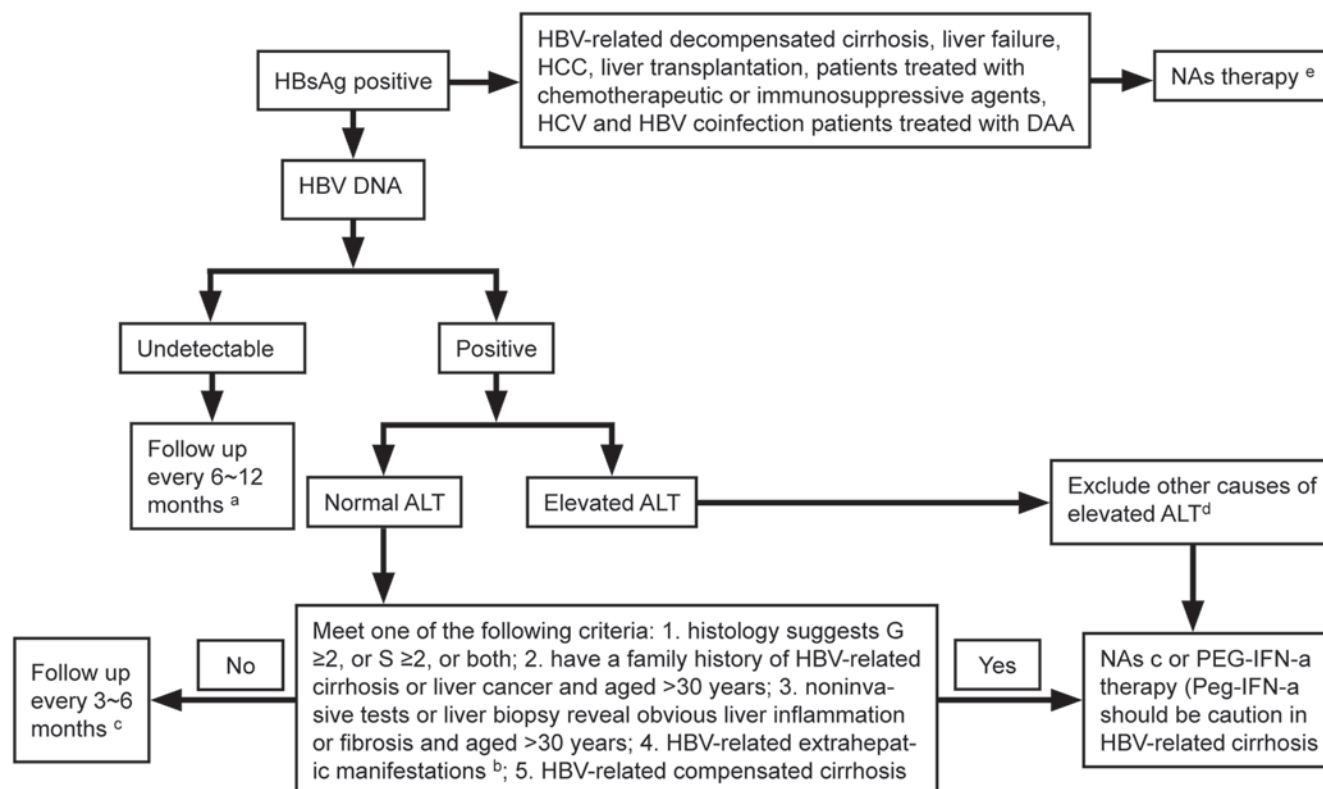 HBsAg positive
HBV-related decompensated cirrhosis, liver failure,
HCC, liver transplantation, patients treated with
chemotherapeutic or immunosuppressive agents,
HCV and HBV coinfection patients treated with DAA
NAs therapy e
HBV DNA
Undetectable
Positive
Follow up
every 6~12
months a
Normal ALT
Elevated ALT
Exclude other causes of
elevated ALTd
Follow up
every 3~6
months c
No
Meet one of the following criteria: 1. histology suggests G
≥2, or S ≥2, or both; 2. have a family history of HBV-related
cirrhosis or liver cancer and aged >30 years; 3. noninva-
sive tests or liver biopsy reveal obvious liver inflammation
or fibrosis and aged >30 years; 4. HBV-related extrahepat-
ic manifestations b; 5. HBV-related compensated cirrhosis
Yes
NAs c or PEG-IFN-a
therapy (Peg-IFN-a
should be caution in
HBV-related cirrhosis